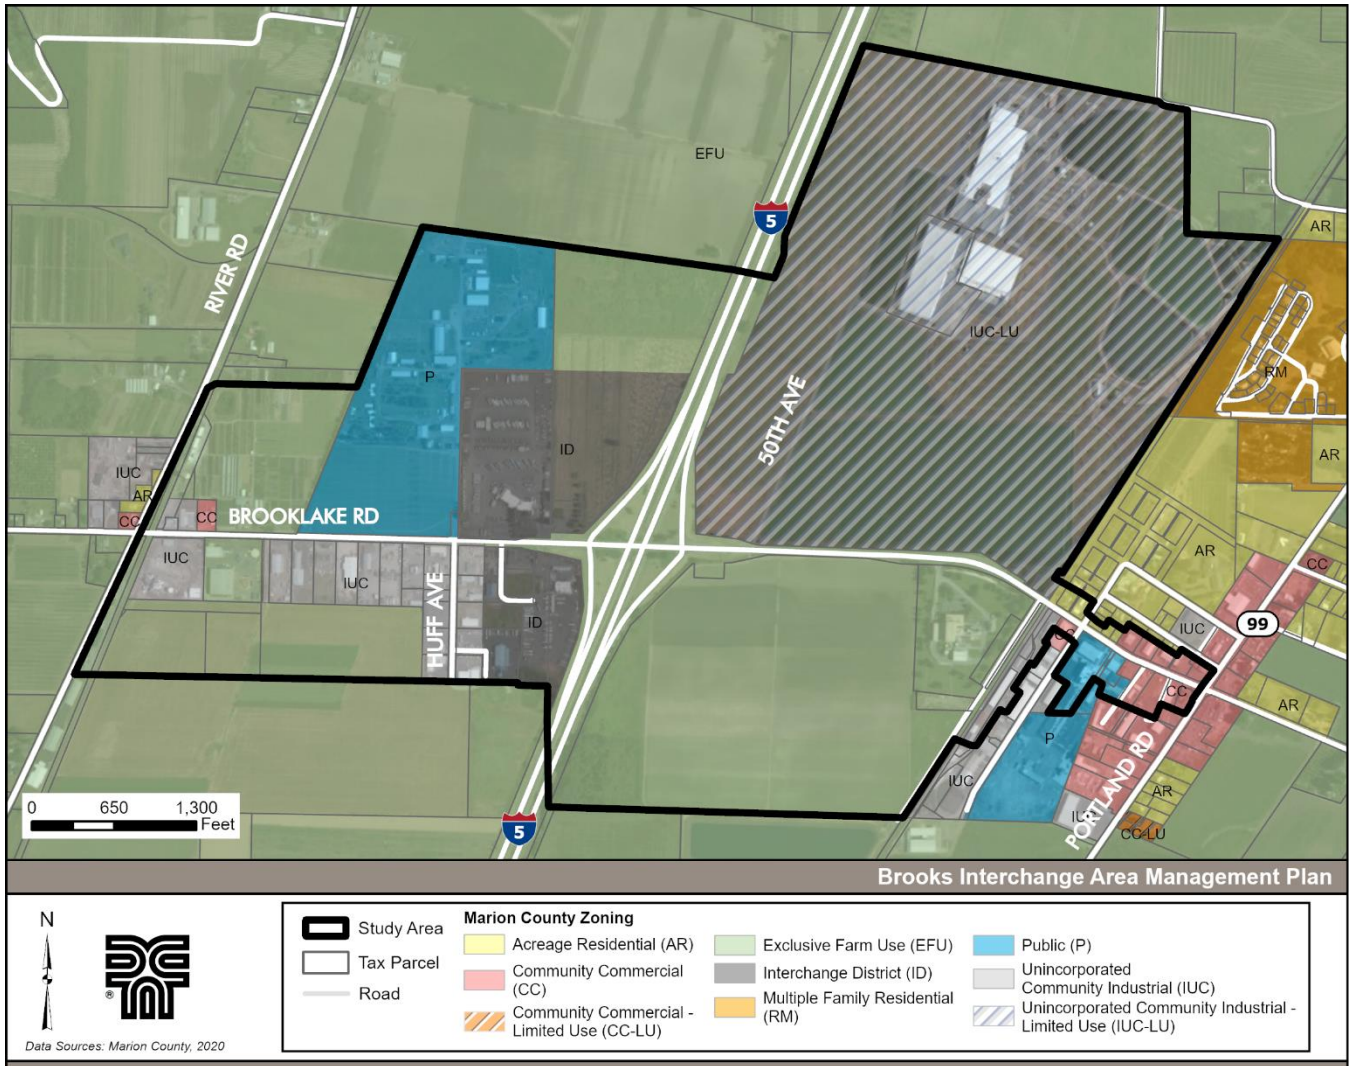 EFU
5
AR
RIVER RD
IUC-LU
RM
P
50TH AVE
ID
AR
IUC
AR
CC
CC
BROOKLAKE RD
IUC
IUC
AR
CC
HUFF AVE
ID
IUC
99
CC
CC
AR
P
IUC
PORTLAND RD
AR
IUC
CC-LU
0 650 1,300
Feet
5
Brooks Interchange Area Management Plan
N
®
Data Sources: Marion County, 2020
Study Area
Tax Parcel
Road
Marion County Zoning
Acreage Residential (AR)
Community Commercial
(CC)
Community Commercial -
Limited Use (CC-LU)
Exclusive Farm Use (EFU)
Interchange District (ID)
Multiple Family Residential
(RM)
Public (P)
Unincorporated
Community Industrial (IUC)
Unincorporated Community Industrial -
Limited Use (IUC-LU)